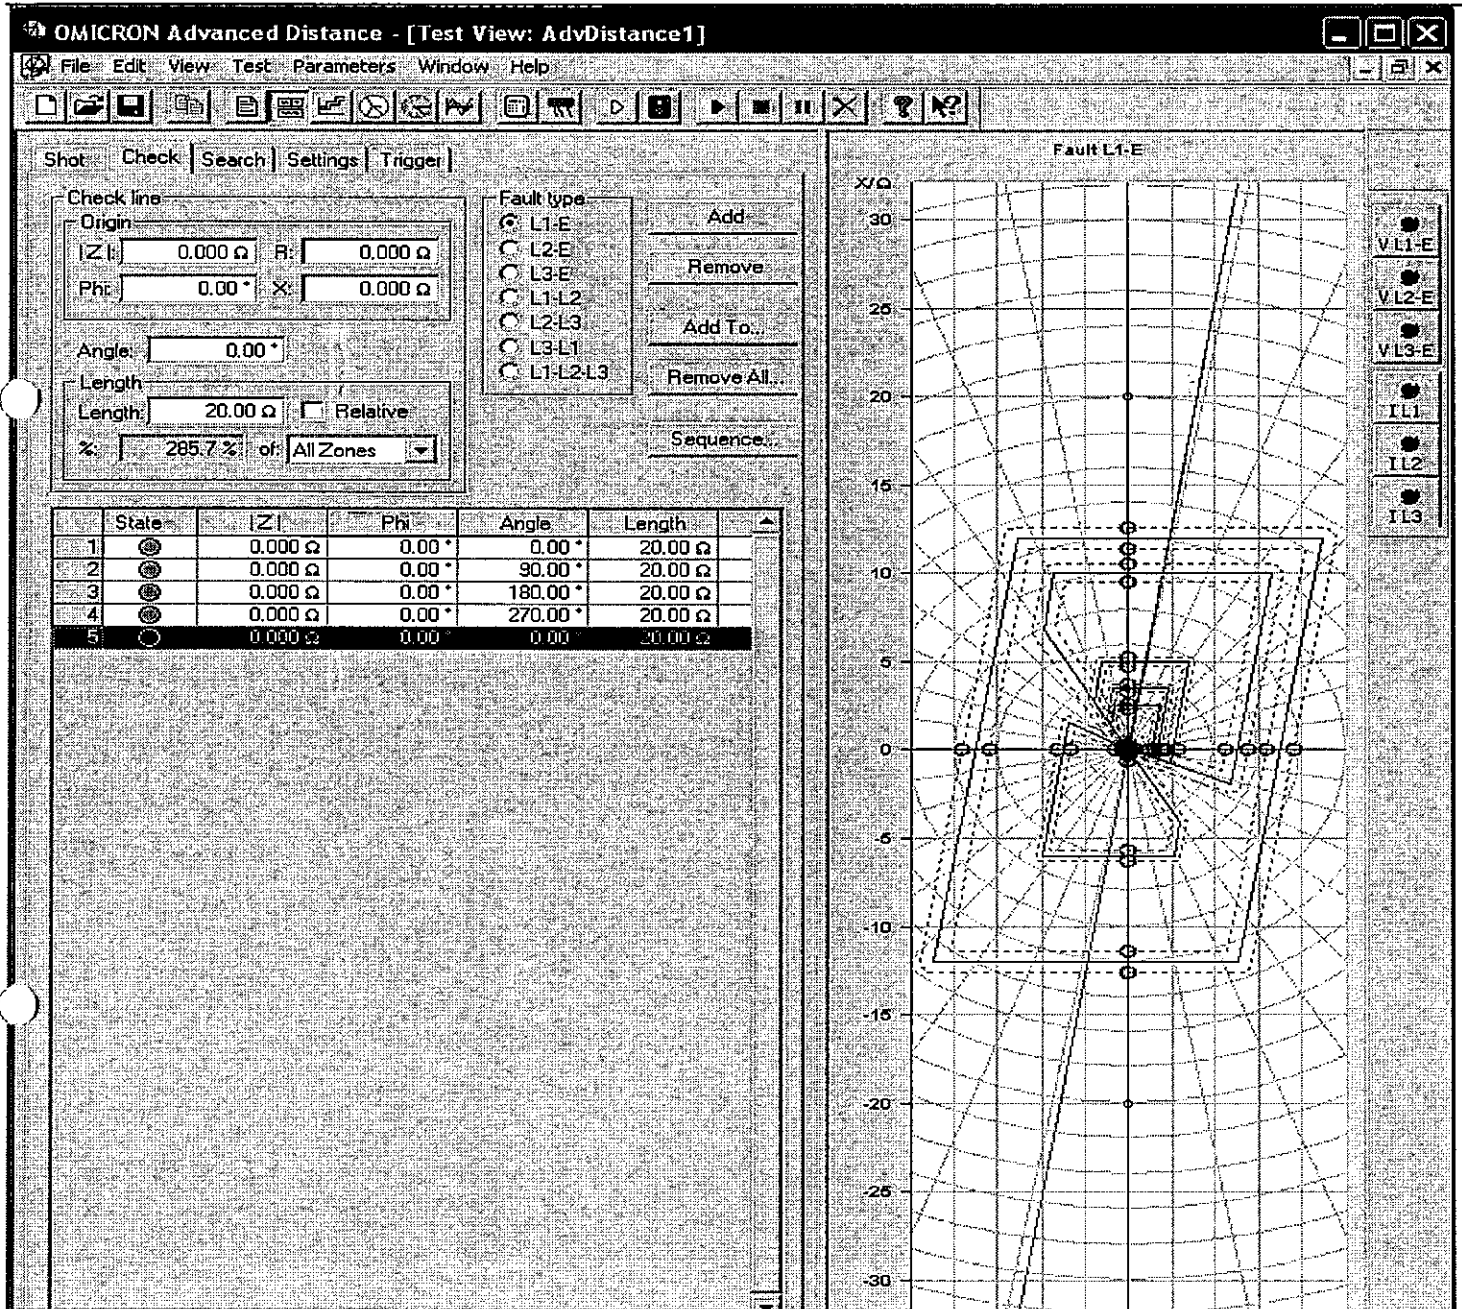 OMICRON Advanced Distance - [Test View: AdvDistance1]
File Edit View Test Parameters Window Help
Shot Check Search Settings Trigger
Check line
Origin
|Z|: 0.000 Ω R: 0.000 Ω
Phi: 0.00 ° X: 0.000 Ω
Angle: 0.00 °
Length
Length: 20.00 Ω Relative
%: 285.7 % of: All Zones
Fault type
L1-E
L2-E
L3-E
L1-L2
L2-L3
L3-L1
L1-L2-L3
Add
Remove
Add To...
Remove All...
Sequence...
State |Z| Phi Angle Length
1 0.000 Ω 0.00 ° 0.00 ° 20.00 Ω
2 0.000 Ω 0.00 ° 90.00 ° 20.00 Ω
3 0.000 Ω 0.00 ° 180.00 ° 20.00 Ω
4 0.000 Ω 0.00 ° 270.00 ° 20.00 Ω
5 0.000 Ω 0.00 ° 0.00 ° 20.00 Ω
Fault L1-E
X/Ω
30
25
20
15
10
5
0
-5
-10
-15
-20
-25
-30
V L1-E
V L2-E
V L3-E
I L1
I L2
I L3